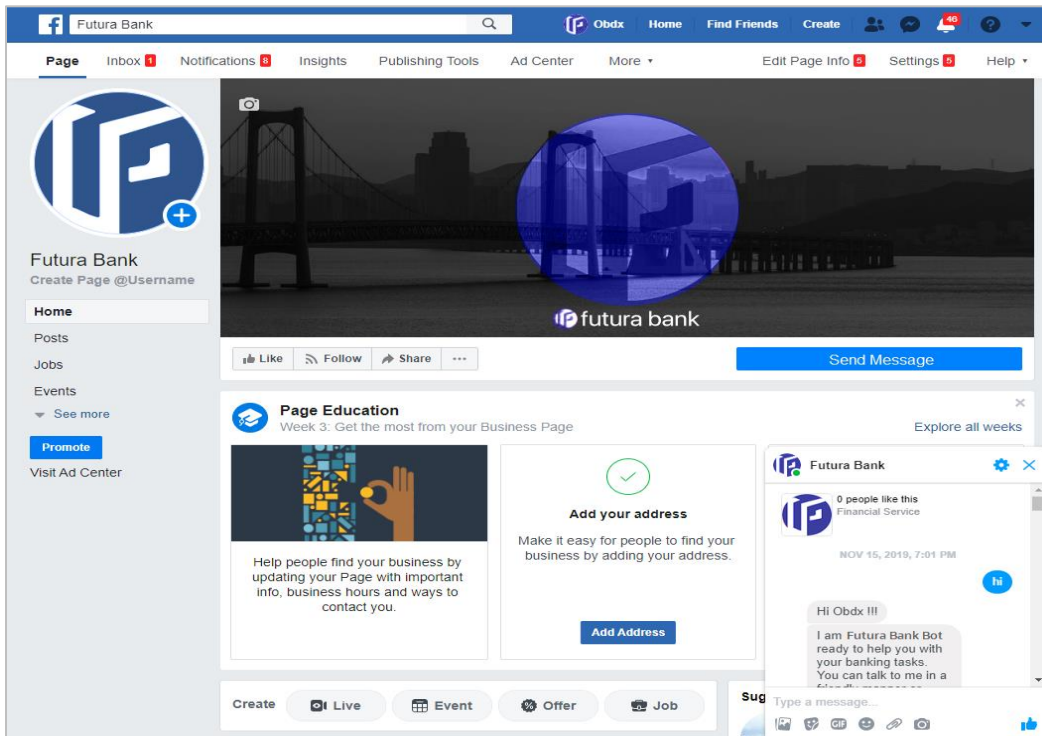 Futura Bank
Obdx Home Find Friends Create 46
Page Inbox 1 Notifications 8 Insights Publishing Tools Ad Center More Edit Page Info 5 Settings 5 Help
Futura Bank
Create Page @Username
Home
Posts
Jobs
Events
See more
Promote
Visit Ad Center
futura bank
Like Follow Share ...
Send Message
Page Education
Week 3: Get the most from your Business Page
Explore all weeks
Help people find your business by
updating your Page with important
info, business hours and ways to
contact you.
Add your address
Make it easy for people to find your
business by adding your address.
Add Address
Create Live Event Offer Job
Sug
Futura Bank
0 people like this
Financial Service
NOV 15, 2019, 7:01 PM
hi
Hi Obdx !!!
I am Futura Bank Bot
ready to help you with
your banking tasks.
You can talk to me in a
Type a message...
GIF